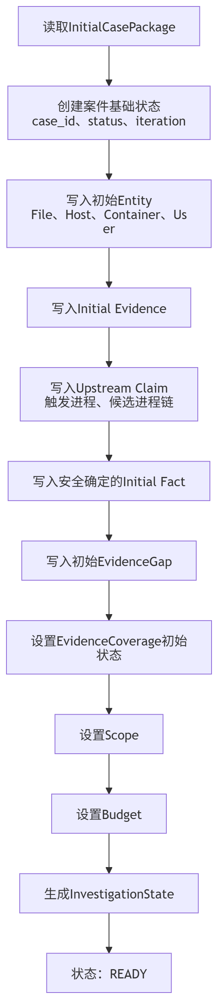 读取InitialCasePackage
创建案件基础状态
case_id、status、iteration
写入初始Entity
File、Host、Container、Us
er
写入Initial Evidence
写入Upstream Claim
触发进程、候选进程链
写入安全确定的Initial Fact
写入初始EvidenceGap
设置EvidenceCoverage初始
状态
设置Scope
设置Budget
生成InvestigationState
状态：READY